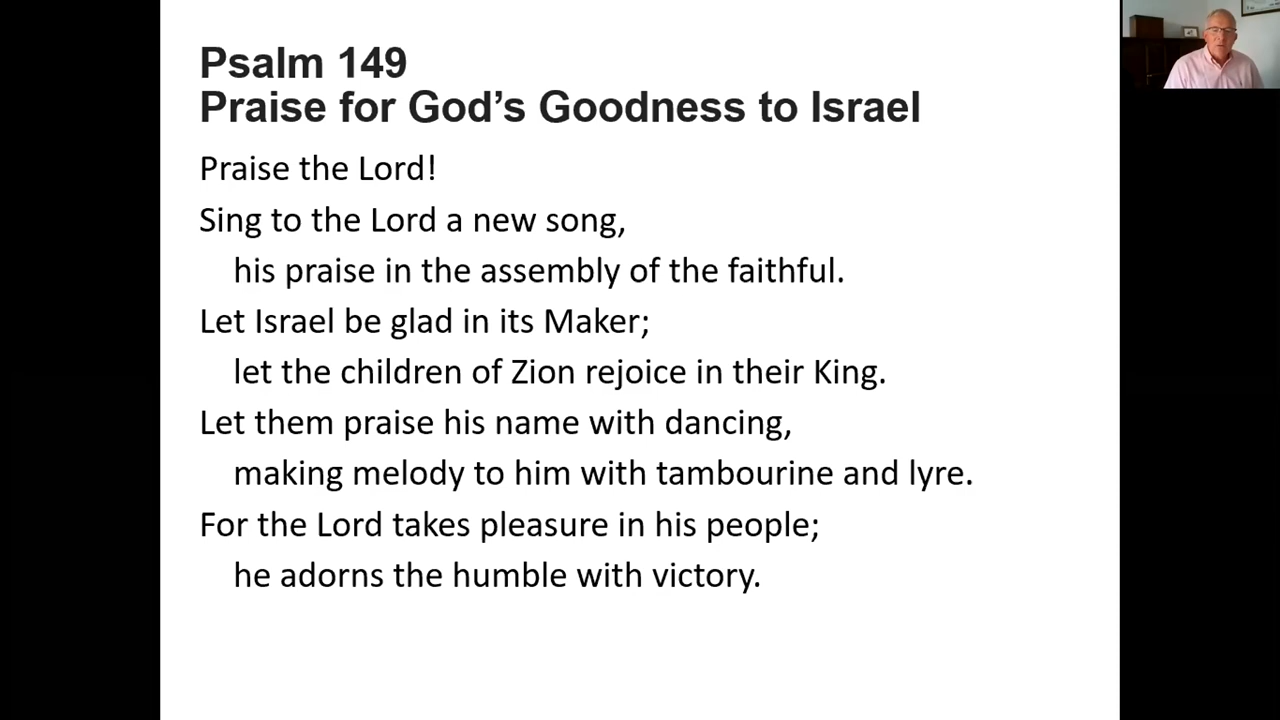 Psalm 149
Praise for God’s Goodness to Israel
Praise the Lord!
Sing to the Lord a new song,
his praise in the assembly of the faithful.
Let Israel be glad in its Maker;
let the children of Zion rejoice in their King.
Let them praise his name with dancing,
making melody to him with tambourine and lyre.
For the Lord takes pleasure in his people;
he adorns the humble with victory.